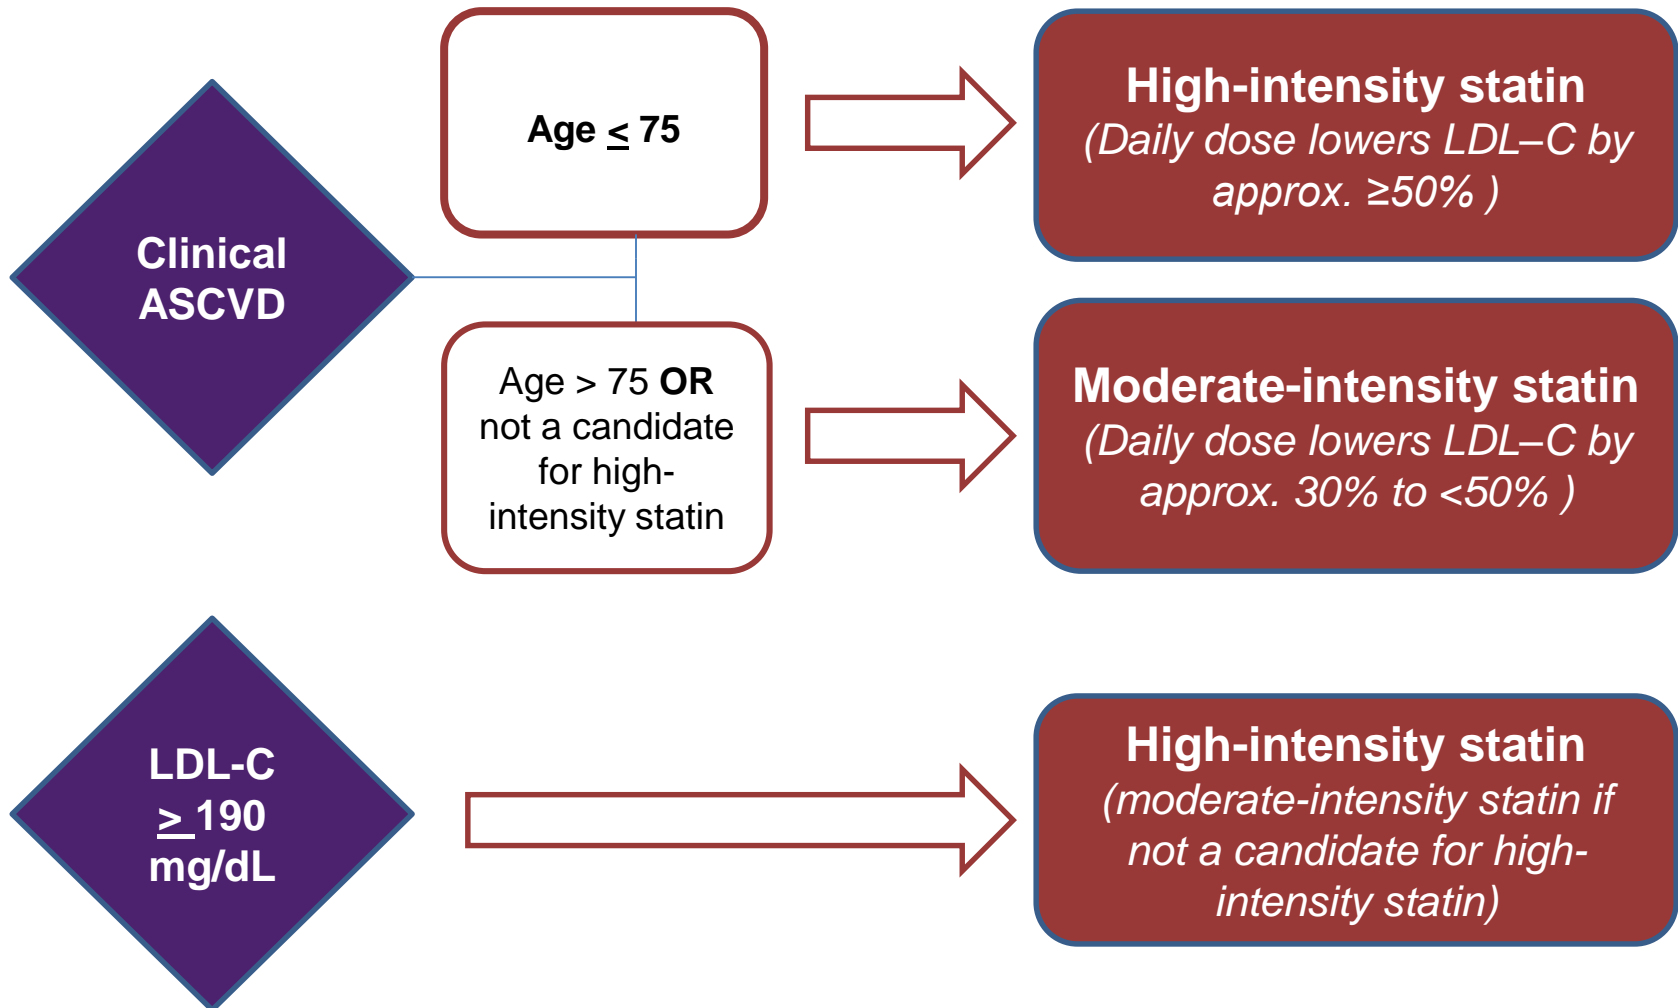 Clinical
ASCVD
Age ≤ 75
High-intensity statin
(Daily dose lowers LDL–C by
approx. ≥50% )
Age > 75 OR
not a candidate
for high-
intensity statin
Moderate-intensity statin
(Daily dose lowers LDL–C by
approx. 30% to <50% )
LDL-C
≥ 190
mg/dL
High-intensity statin
(moderate-intensity statin if
not a candidate for high-
intensity statin)